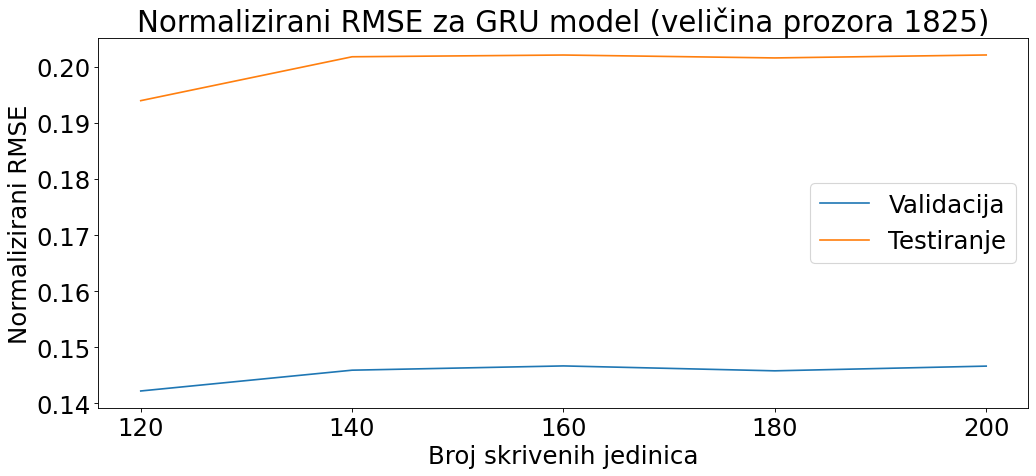 Normalizirani RMSE za GRU model (veličina prozora 1825)
Normalizirani RMSE
0.20
0.19
0.18
0.17
0.16
0.15
0.14
Validacija
Testiranje
120 140 160 180 200
Broj skrivenih jedinica